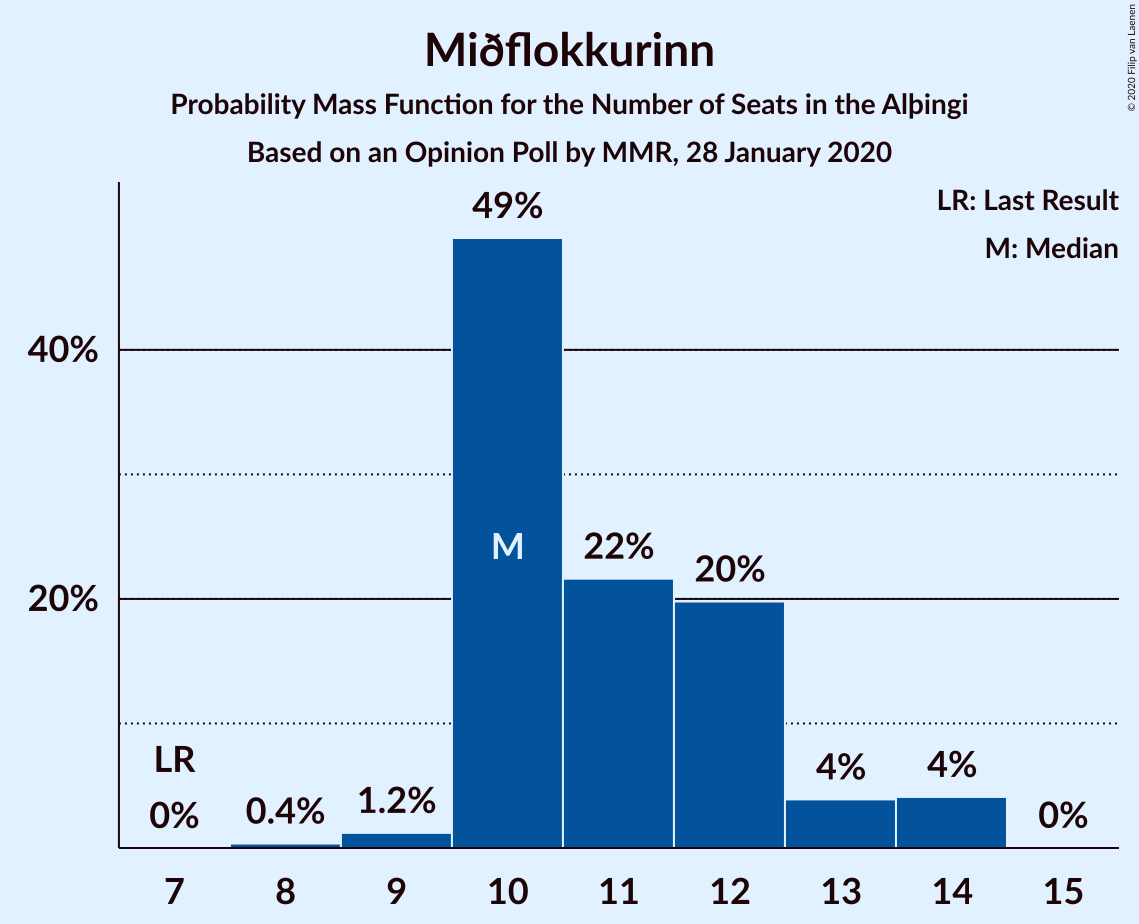 Miðflokkurinn
Probability Mass Function for the Number of Seats in the Alþingi
Based on an Opinion Poll by MMR, 28 January 2020
© 2020 Filip van Laenen
LR: Last Result
M: Median
49%
40%
M
22%
20%
20%
LR
0%
0.4%
1.2%
4%
4%
0%
7 8 9 10 11 12 13 14 15